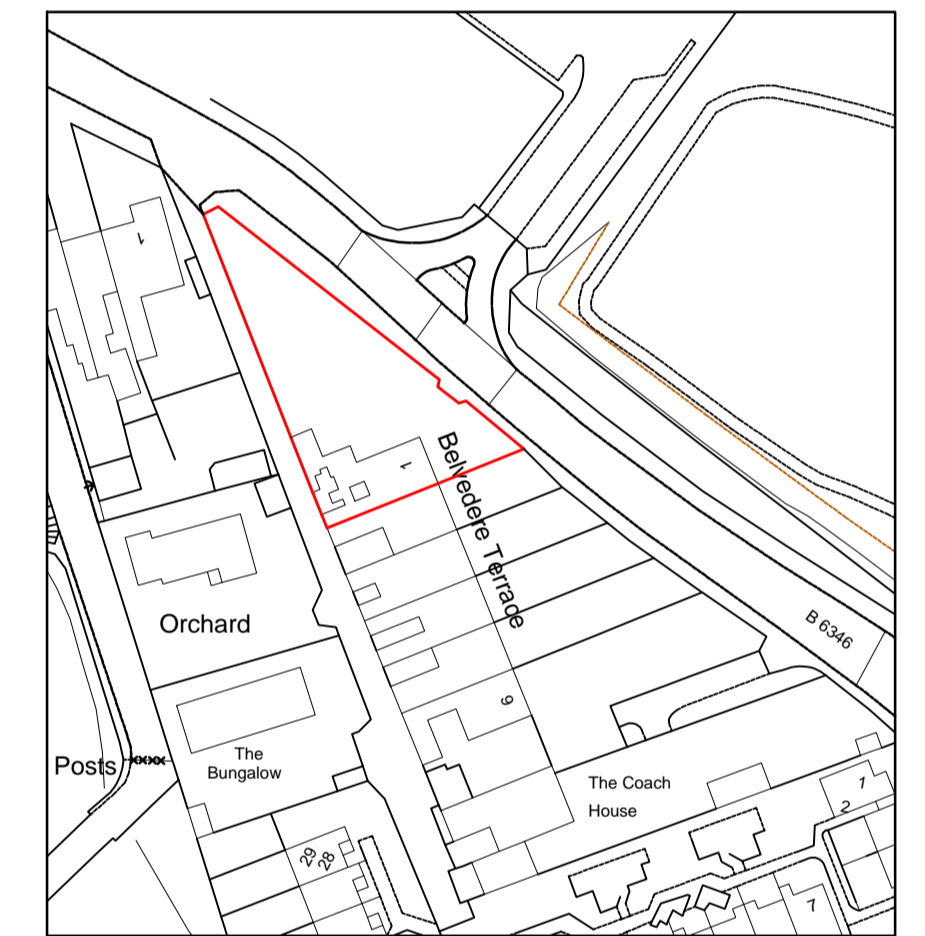 1
1
Belvedere Terrace
Orchard
B 6346
9
The
Bungalow
Posts
The Coach
House
1
2
29
28
7